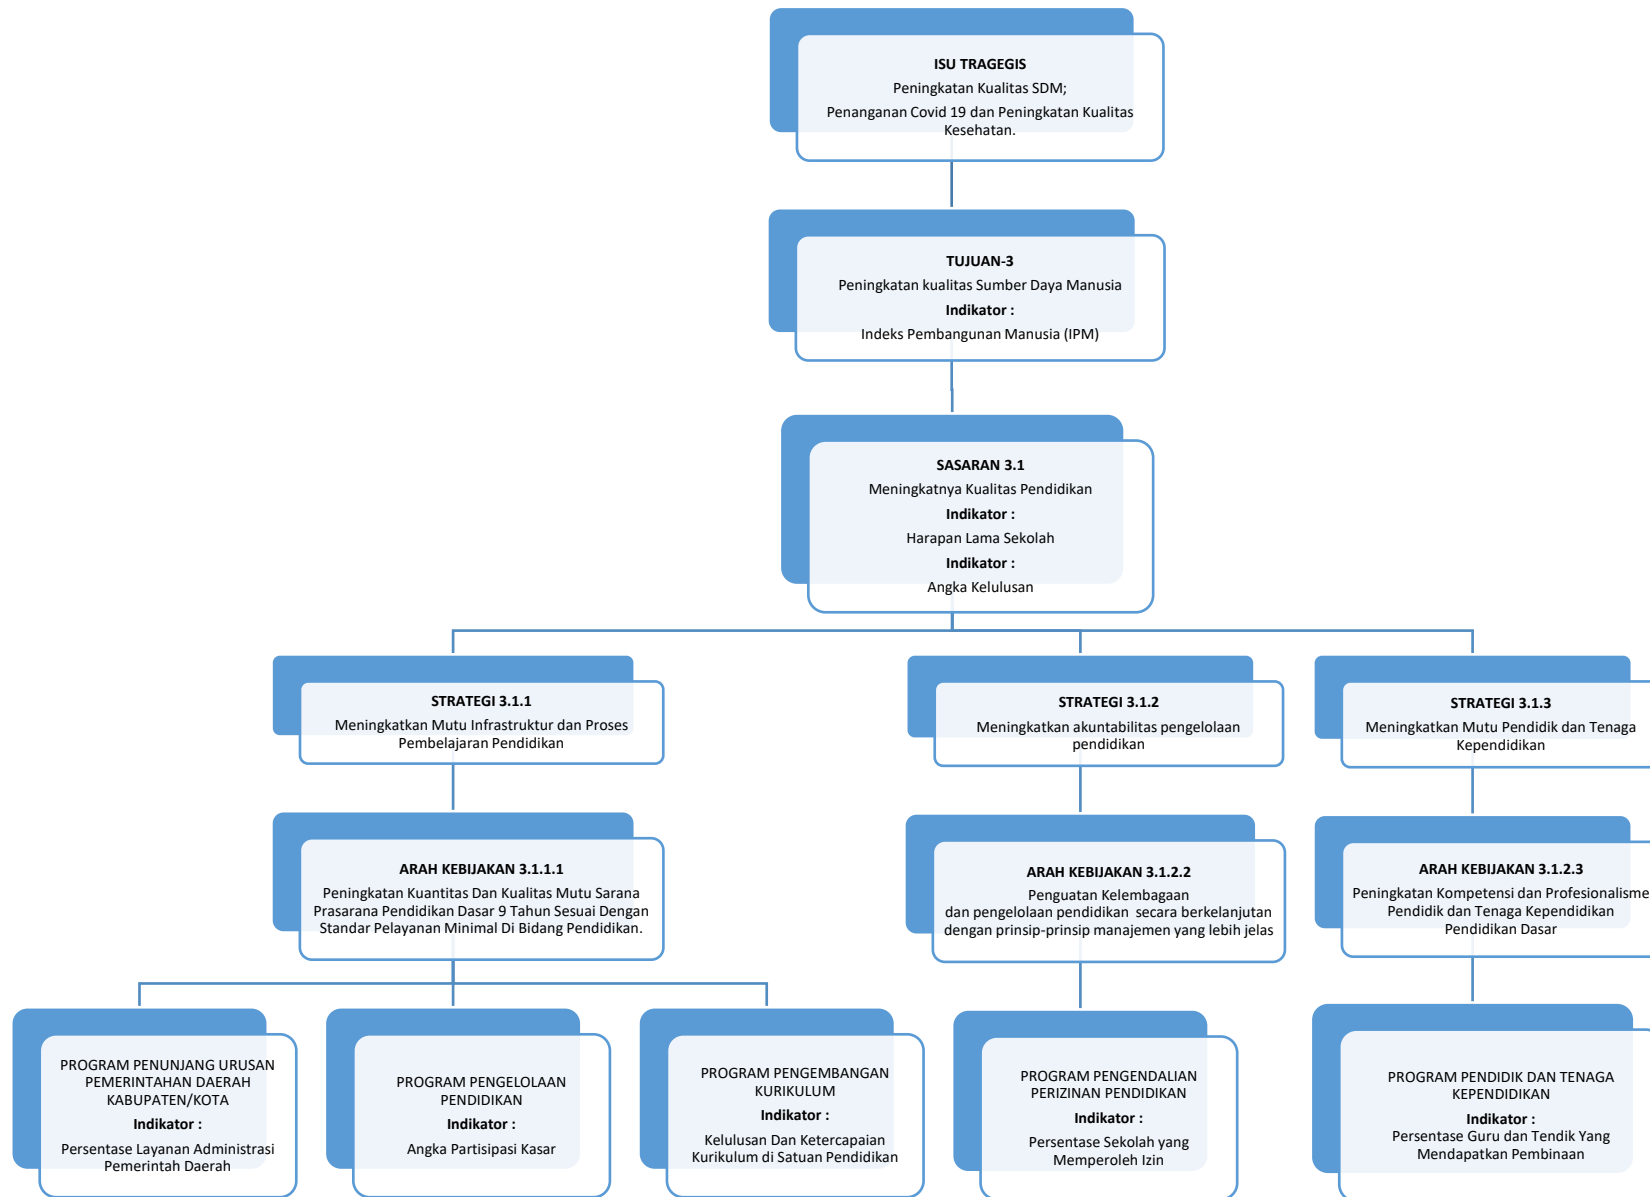 ISU TRAGEGIS
Peningkatan Kualitas SDM;
Penanganan Covid 19 dan Peningkatan Kualitas
Kesehatan.
TUJUAN-3
Peningkatan kualitas Sumber Daya Manusia
Indikator :
Indeks Pembangunan Manusia (IPM)
SASARAN 3.1
Meningkatnya Kualitas Pendidikan
Indikator :
Harapan Lama Sekolah
Indikator :
Angka Kelulusan
STRATEGI 3.1.1
Meningkatkan Mutu Infrastruktur dan Proses
Pembelajaran Pendidikan
STRATEGI 3.1.2
Meningkatkan akuntabilitas pengelolaan
pendidikan
STRATEGI 3.1.3
Meningkatkan Mutu Pendidik dan Tenaga
Kependidikan
ARAH KEBIJAKAN 3.1.1.1
Peningkatan Kuantitas Dan Kualitas Mutu Sarana
Prasarana Pendidikan Dasar 9 Tahun Sesuai Dengan
Standar Pelayanan Minimal Di Bidang Pendidikan.
ARAH KEBIJAKAN 3.1.2.2
Penguatan Kelembagaan
dan pengelolaan pendidikan  secara berkelanjutan
dengan prinsip-prinsip manajemen yang lebih jelas
ARAH KEBIJAKAN 3.1.2.3
Peningkatan Kompetensi dan Profesionalisme
Pendidik dan Tenaga Kependidikan
Pendidikan Dasar
PROGRAM PENUNJANG URUSAN
PEMERINTAHAN DAERAH
KABUPATEN/KOTA
Indikator :
Persentase Layanan Administrasi
Pemerintah Daerah
PROGRAM PENGELOLAAN
PENDIDIKAN
Indikator :
Angka Partisipasi Kasar
PROGRAM PENGEMBANGAN
KURIKULUM
Indikator :
Kelulusan Dan Ketercapaian
Kurikulum di Satuan Pendidikan
PROGRAM PENGENDALIAN
PERIZINAN PENDIDIKAN
Indikator :
Persentase Sekolah yang
Memperoleh Izin
PROGRAM PENDIDIK DAN TENAGA
KEPENDIDIKAN
Indikator :
Persentase Guru dan Tendik Yang
Mendapatkan Pembinaan